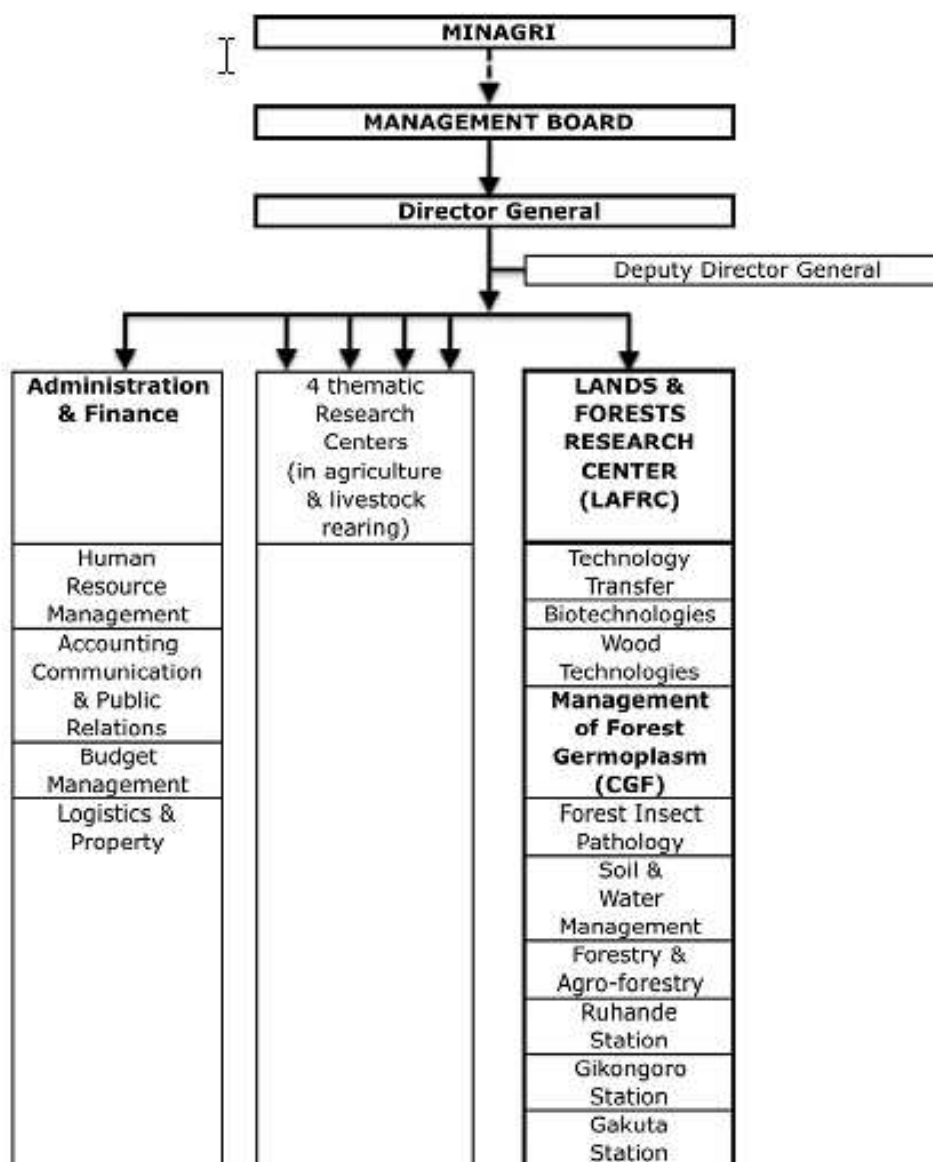 MINAGRI
MANAGEMENT BOARD
Director General
Deputy Director General
Administration
& Finance
4 thematic
Research
Centers
(in agriculture
& livestock
rearing)
LANDS &
FORESTS
RESEARCH
CENTER
(LAFRC)
Human
Resource
Management
Accounting
Communication
& Public
Relations
Budget
Management
Logistics &
Property
Technology
Transfer
Biotechnologies
Wood
Technologies
Management
of Forest
Germoplasm
(CGF)
Forest Insect
Pathology
Soil &
Water
Management
Forestry &
Agro-forestry
Ruhande
Station
Gikongoro
Station
Gakuta
Station